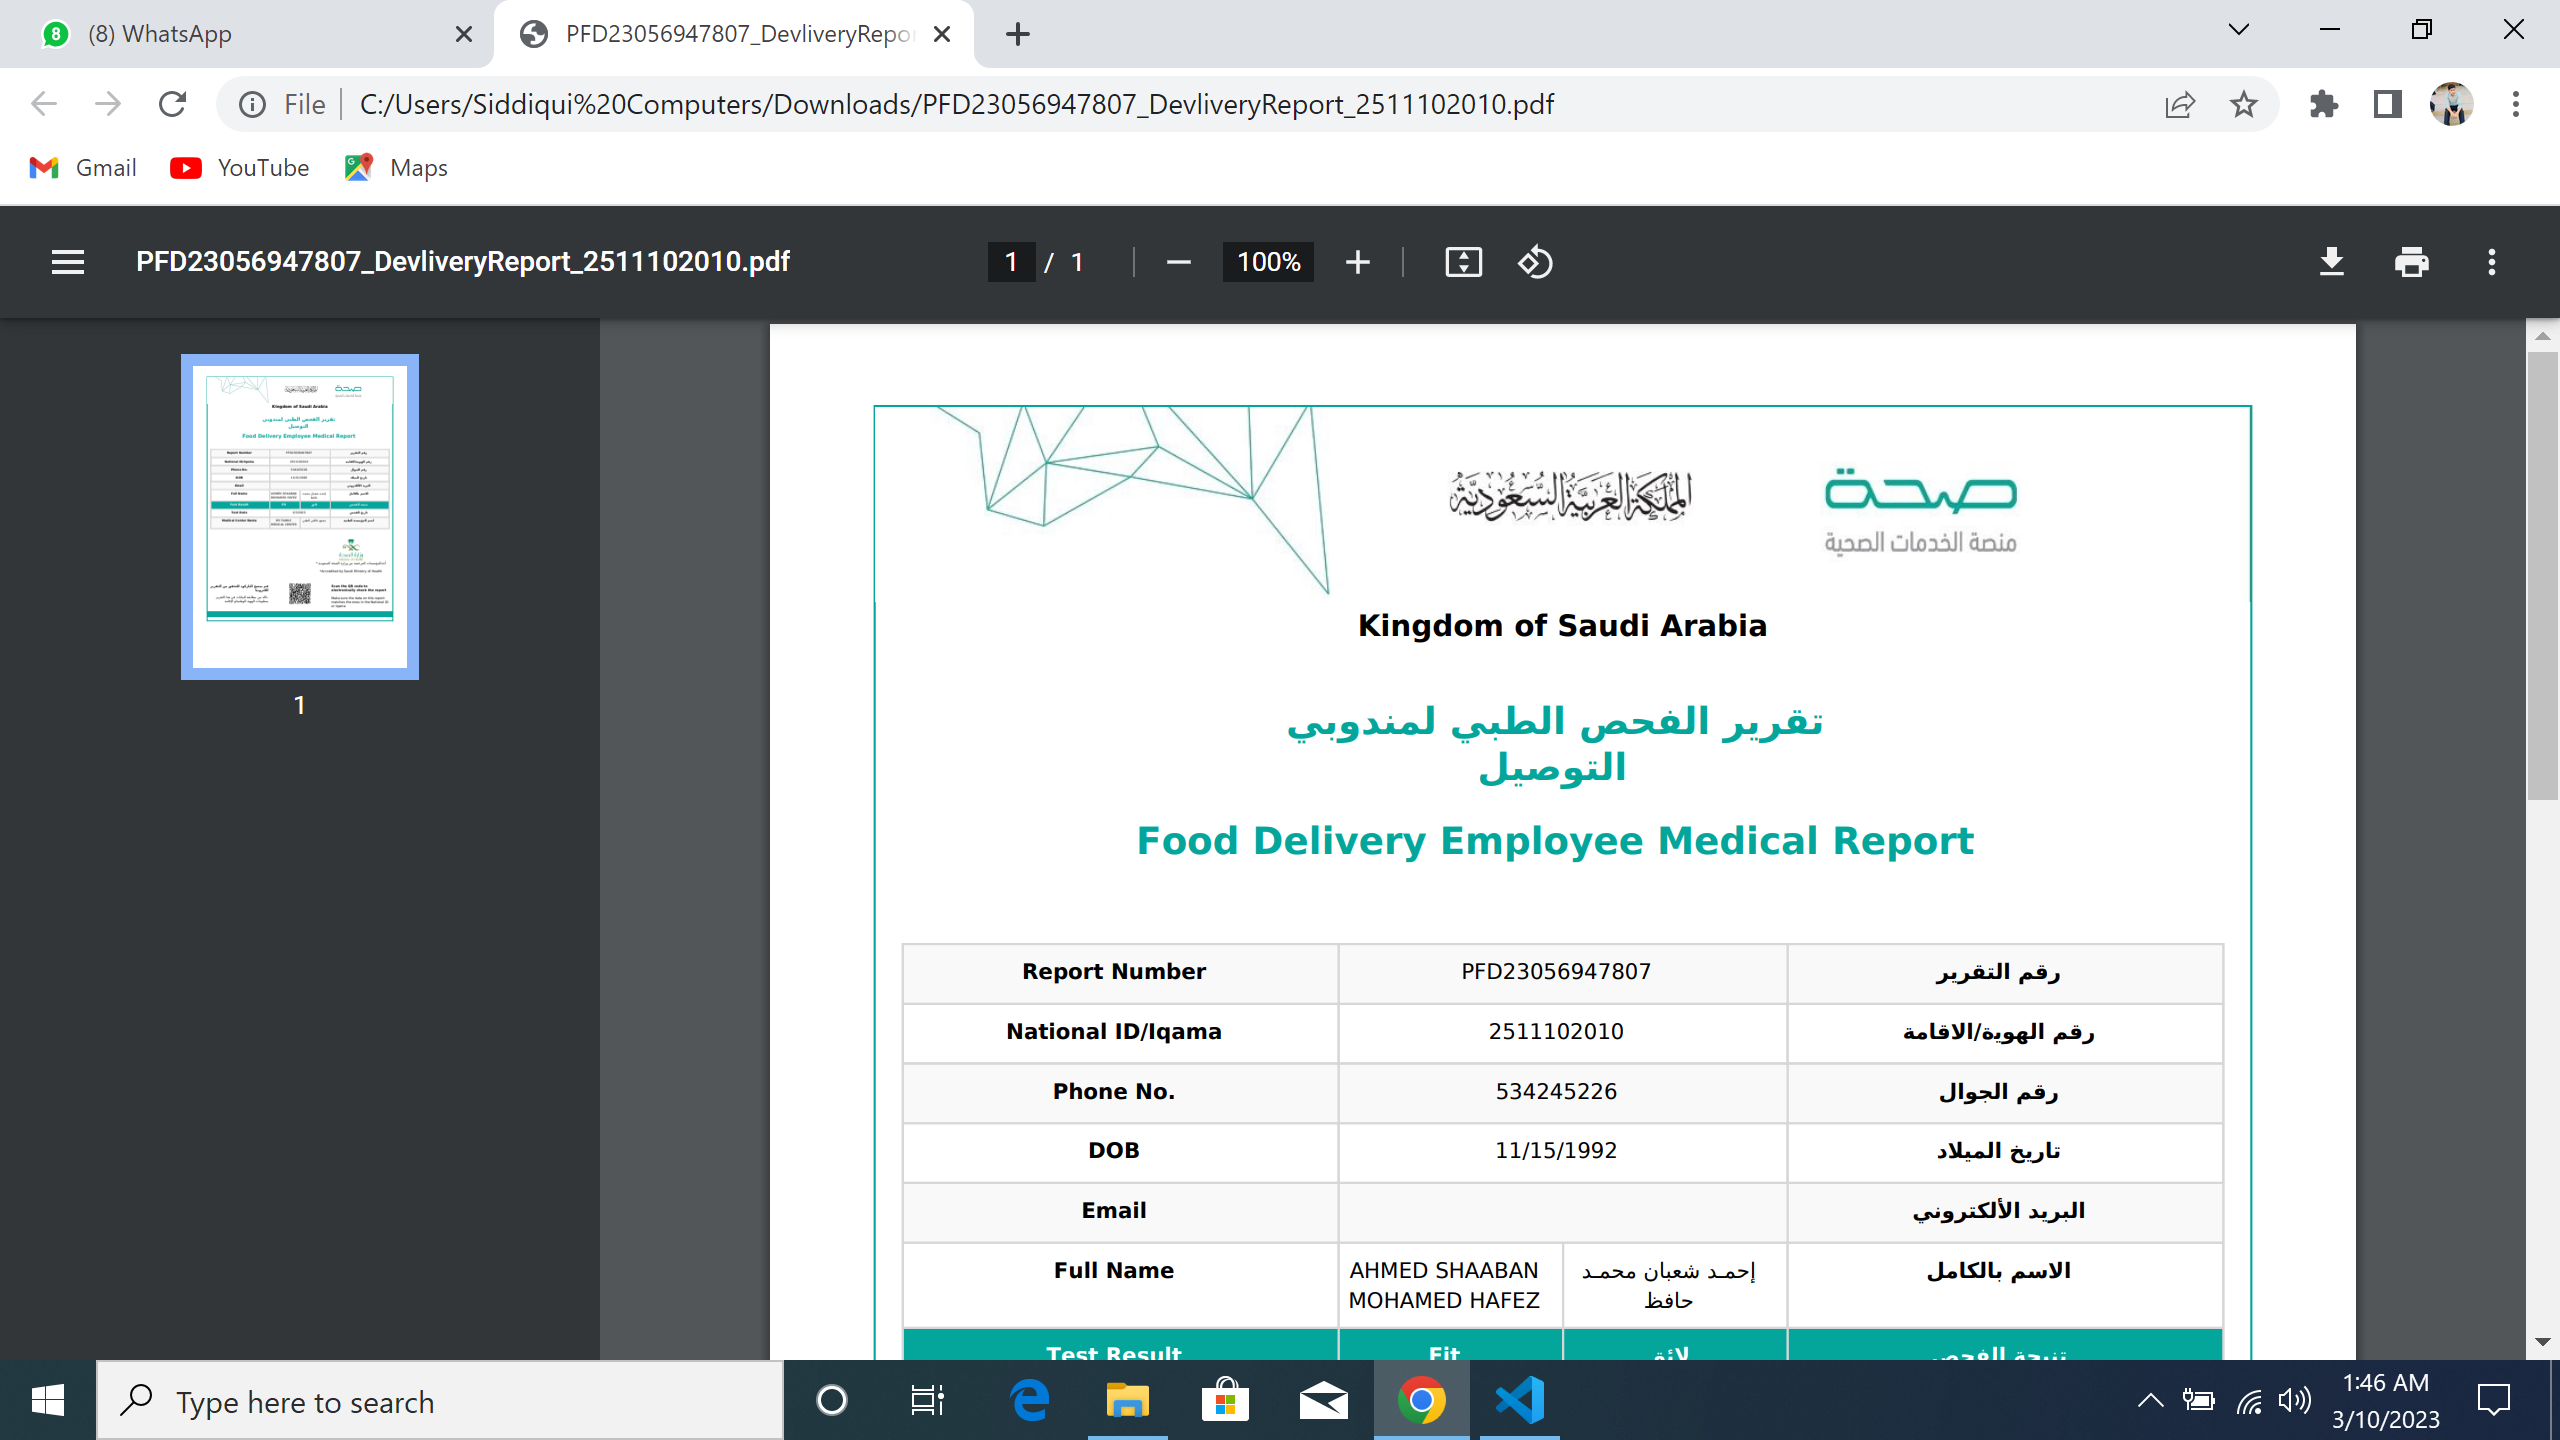 (8) WhatsApp
PFD23056947807_DevliveryRepor
File
C:/Users/Siddiqui%20Computers/Downloads/PFD23056947807_DevliveryReport_2511102010.pdf
Gmail
YouTube
Maps
PFD23056947807_DevliveryReport_2511102010.pdf
1 / 1
100%
1
المملكة العربية السعودية
صحة
منصة الخدمات الصحية
Kingdom of Saudi Arabia
تقرير الفحص الطبي لمندوبي
التوصيل
Food Delivery Employee Medical Report
Report Number PFD23056947807 رقم التقرير
National ID/Iqama 2511102010 رقم الهوية/الاقامة
Phone No. 534245226 رقم الجوال
DOB 11/15/1992 تاريخ الميلاد
Email البريد الألكتروني
Full Name AHMED SHAABAN إحمد شعبان محمد الاسم بالكامل
MOHAMED HAFEZ حافظ
Test Result Fit لائق نتيجة الفحص
Type here to search
1:46 AM
3/10/2023